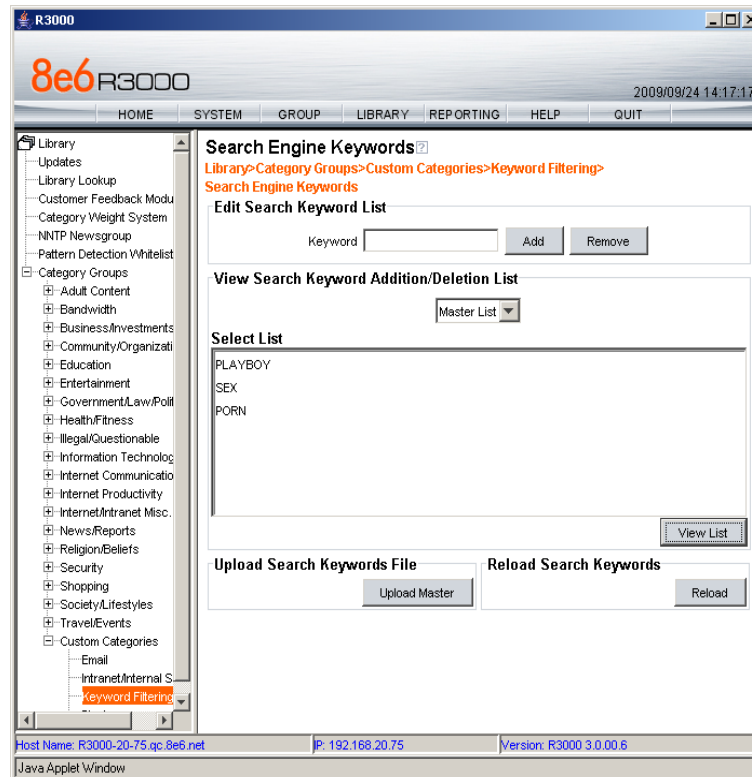 R3000
8e6 R3000
2009/09/24 14:17:17
HOME SYSTEM GROUP LIBRARY REPORTING HELP QUIT
Library
Updates
Library Lookup
Customer Feedback Modu
Category Weight System
NNTP Newsgroup
Pattern Detection Whitelist
Category Groups
Adult Content
Bandwidth
Business/Investments
Community/Organizati
Education
Entertainment
Government/Law/Polit
Health/Fitness
Illegal/Questionable
Information Technolog
Internet Communicatio
Internet Productivity
Internet/Intranet Misc.
News/Reports
Religion/Beliefs
Security
Shopping
Society/Lifestyles
Travel/Events
Custom Categories
Email
Intranet/Internal S
Keyword Filtering
Search Engine Keywords ?
Library>Category Groups>Custom Categories>Keyword Filtering>
Search Engine Keywords
Edit Search Keyword List
Keyword Add Remove
View Search Keyword Addition/Deletion List
Master List
Select List
PLAYBOY
SEX
PORN
View List
Upload Search Keywords File
Upload Master
Reload Search Keywords
Reload
Host Name: R3000-20-75.qc.8e6.net IP: 192.168.20.75 Version: R3000 3.0.00.6
Java Applet Window